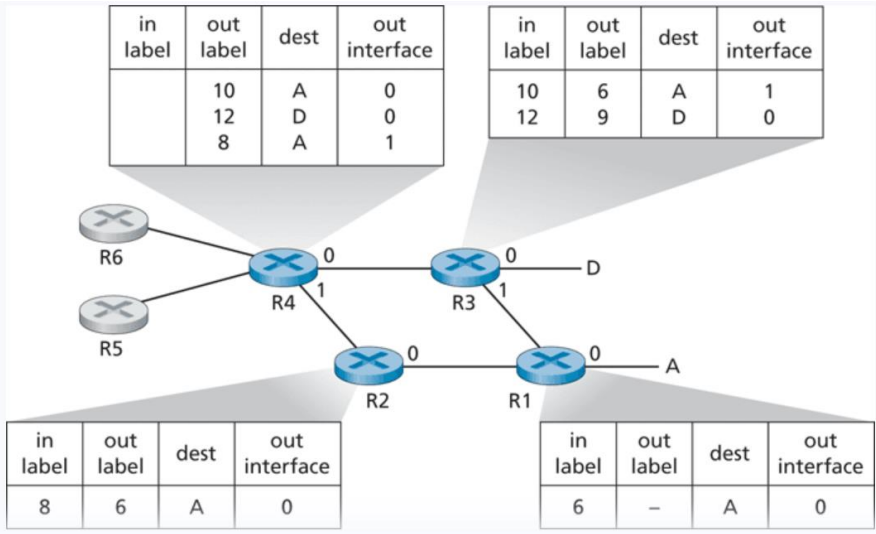 in label out label dest out interface
10 A 0
12 D 0
8 A 1
in label out label dest out interface
10 6 A 1
12 9 D 0
R6
R5
0
R4
1
0
D
R3
1
0
R2
0
A
R1
in label out label dest out interface
8 6 A 0
in label out label dest out interface
6 – A 0